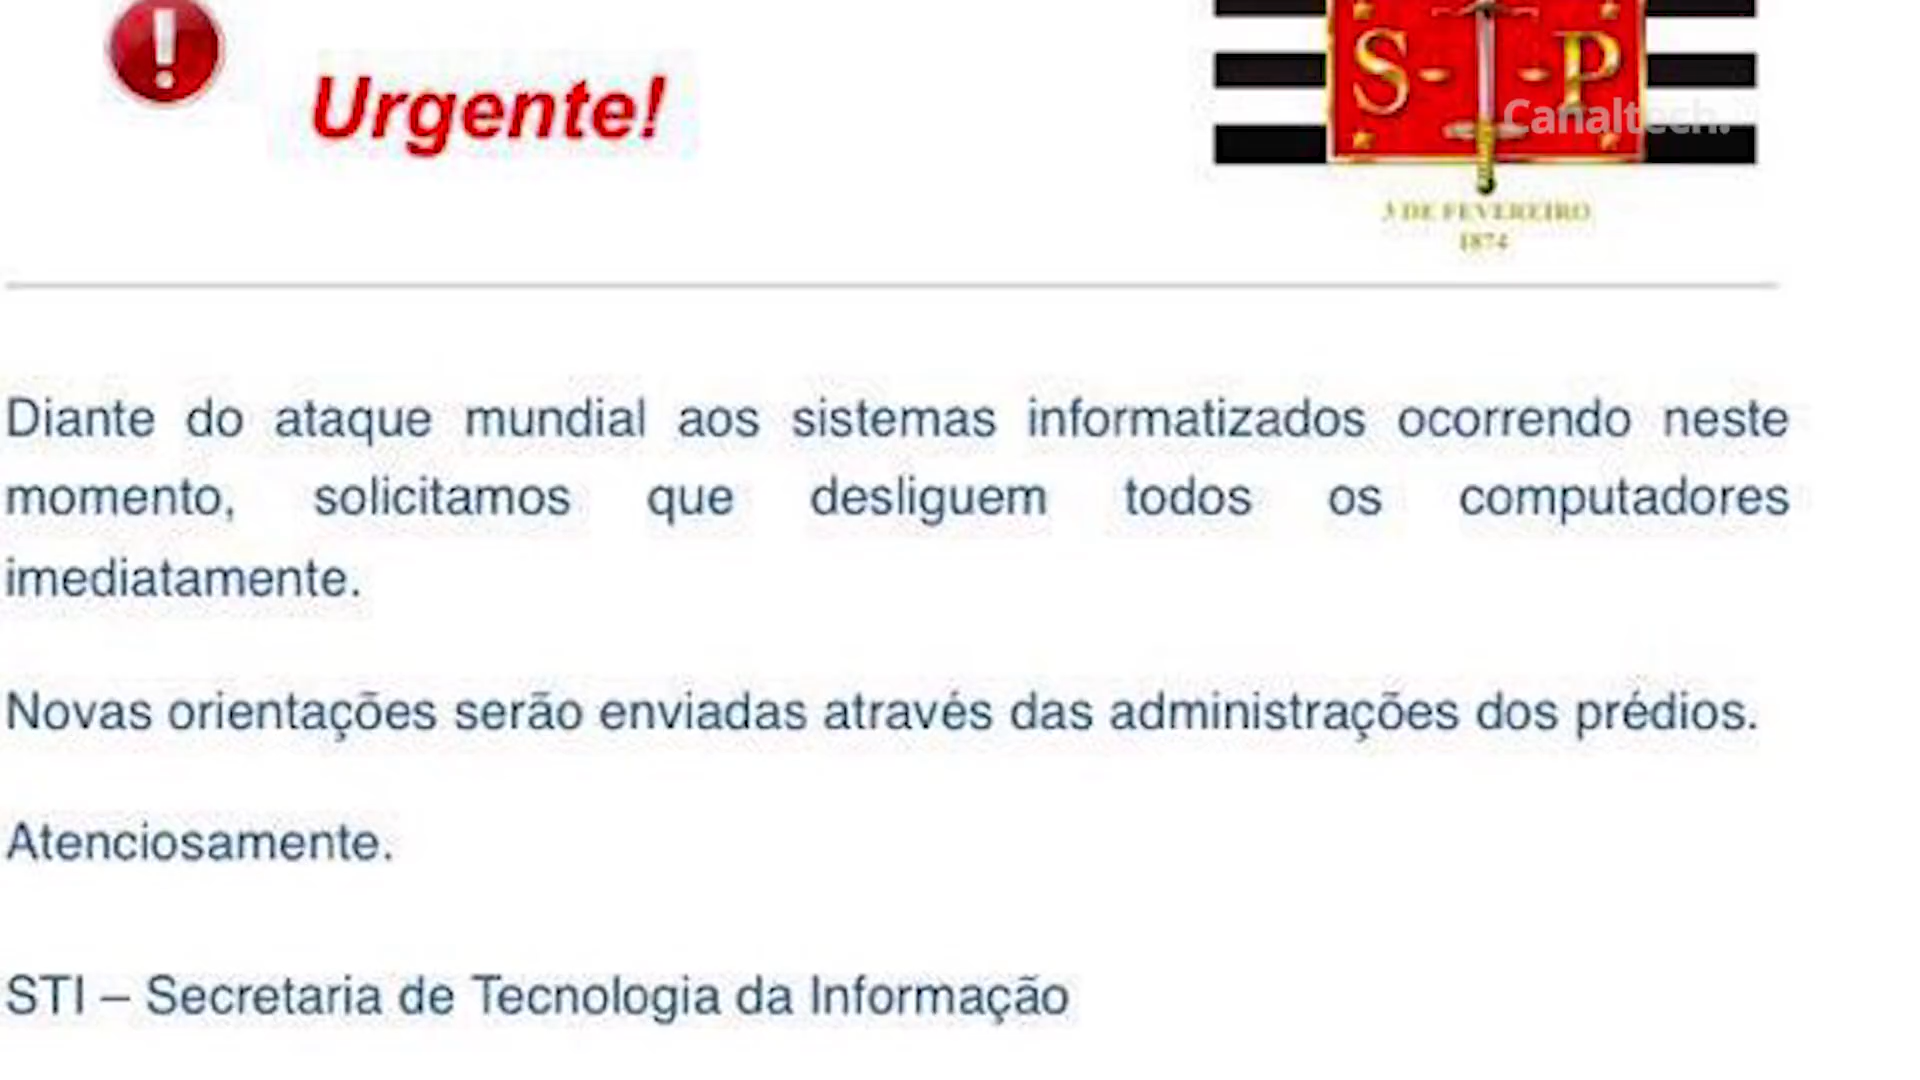 Urgente!
S - - P
Canaltech.
3 DE FEVEREIRO
1874
Diante do ataque mundial aos sistemas informatizados ocorrendo neste
momento, solicitamos que desliguem todos os computadores
imediatamente.
Novas orientações serão enviadas através das administrações dos prédios.
Atenciosamente.
STI – Secretaria de Tecnologia da Informação